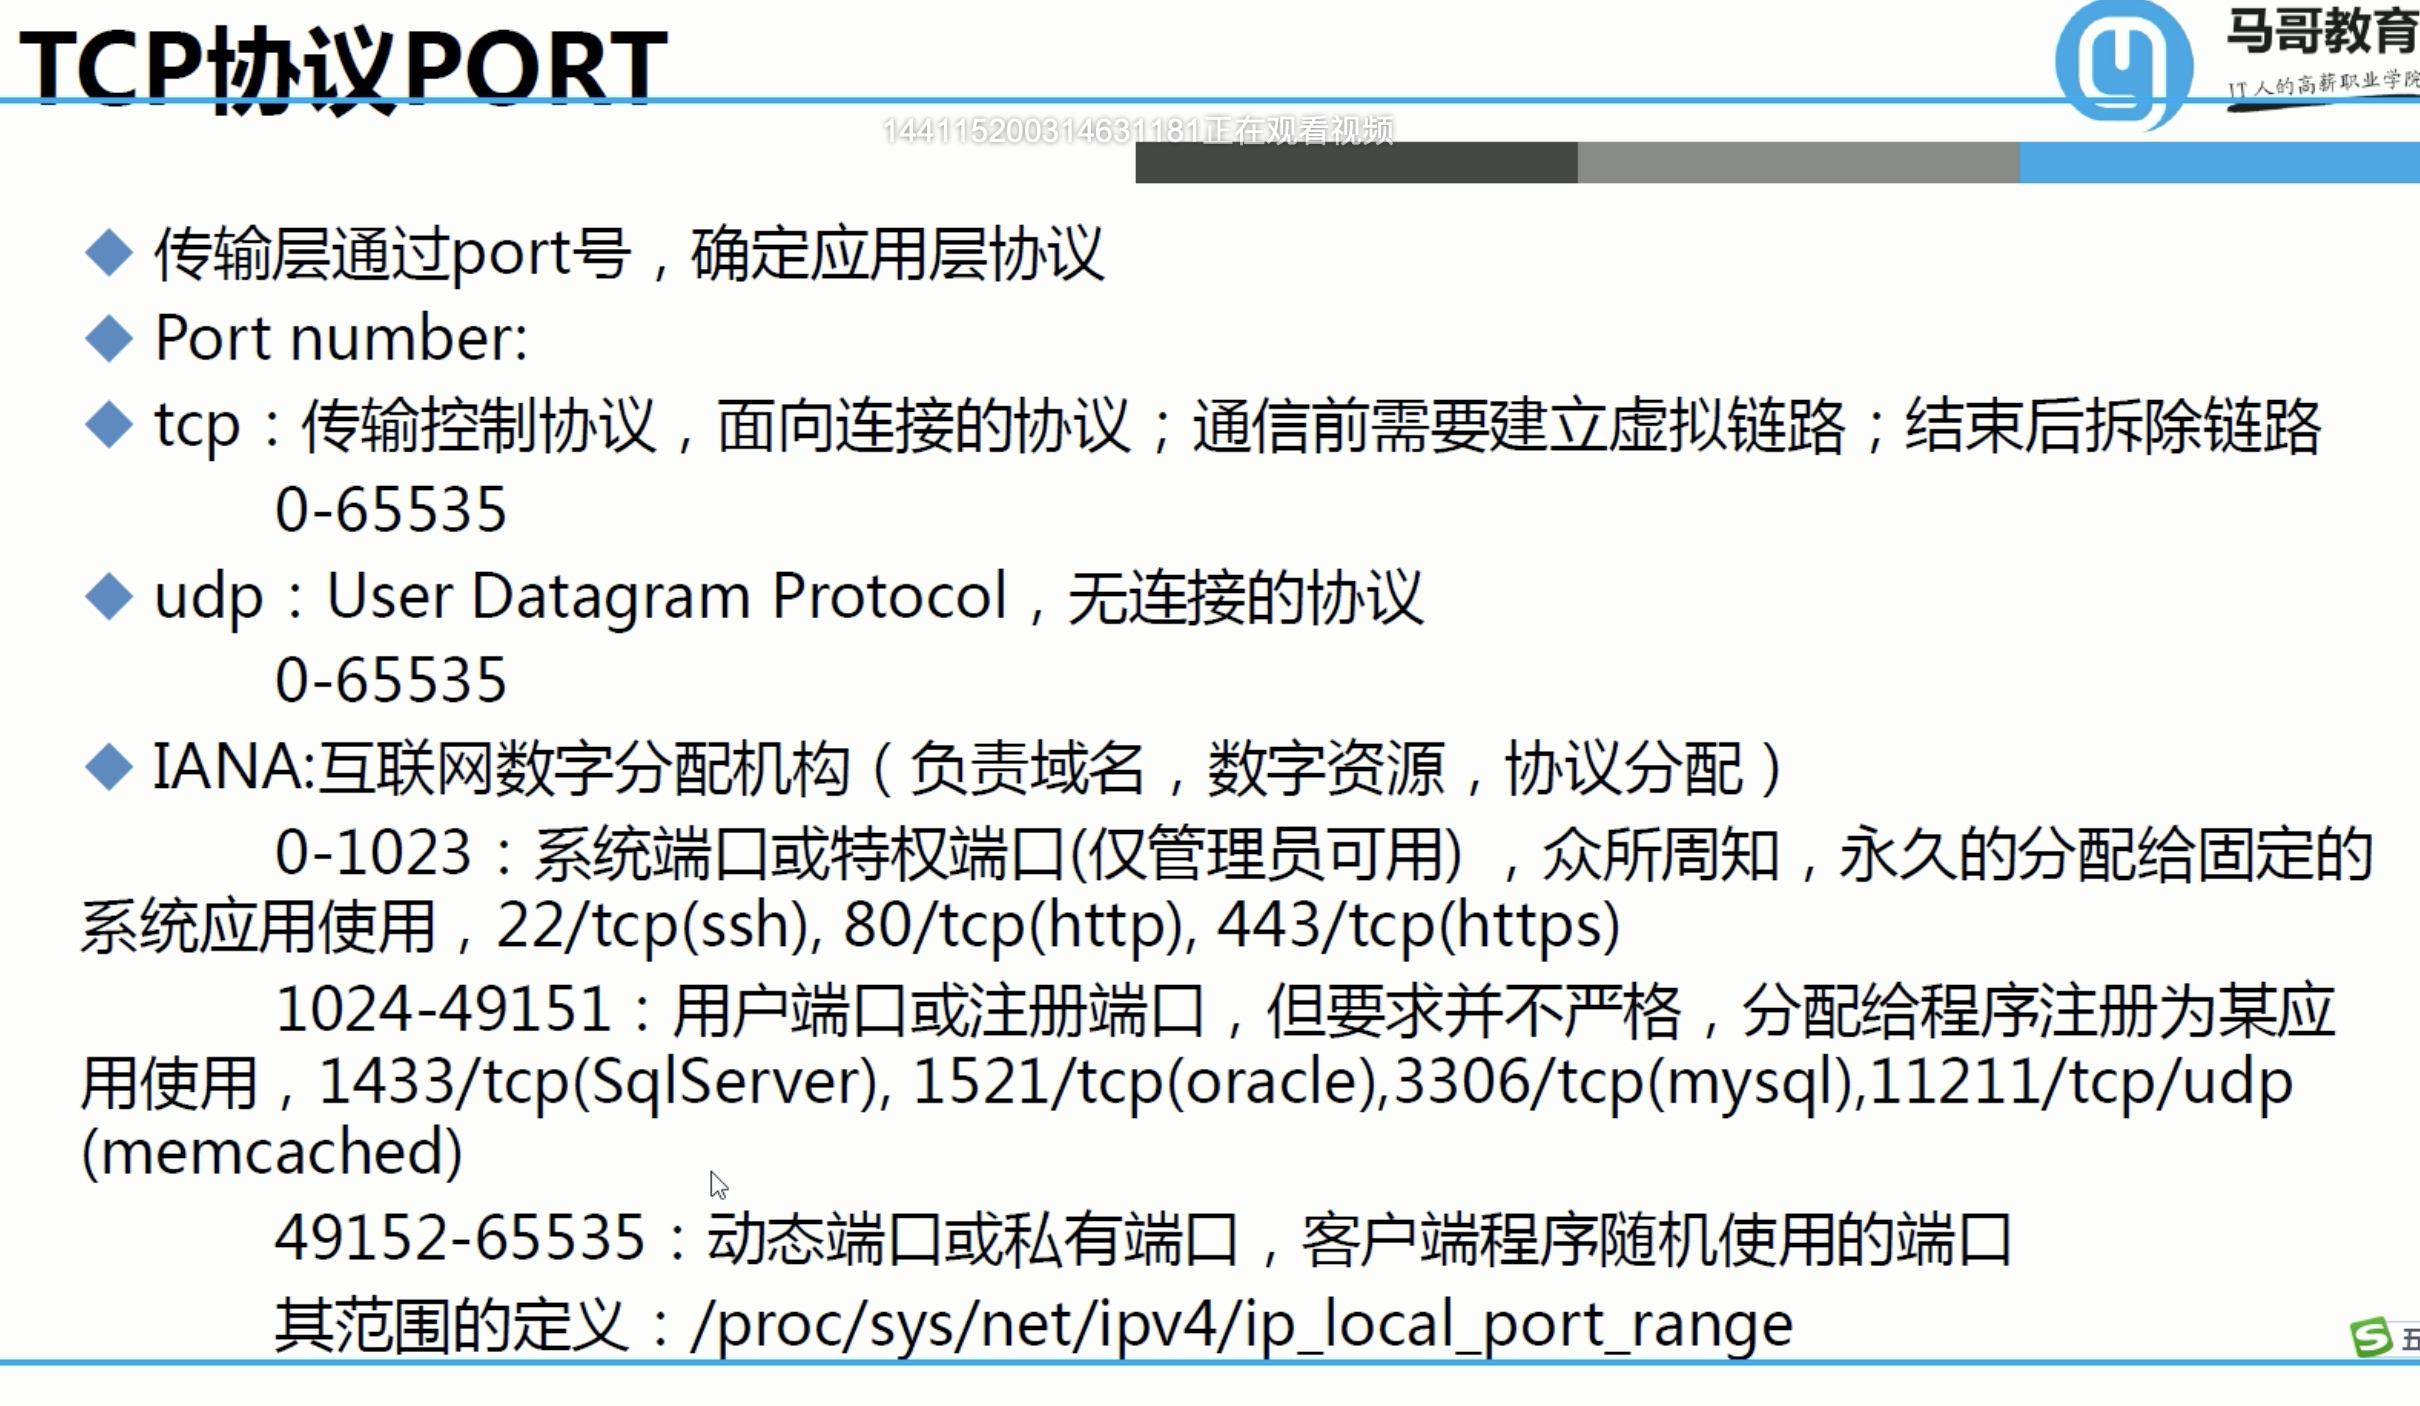 TCP协议PORT
马哥教育
IT人的高薪职业学院
144115200314631181正在观看视频
传输层通过port号，确定应用层协议
Port number:
tcp：传输控制协议，面向连接的协议；通信前需要建立虚拟链路；结束后拆除链路
0-65535
udp：User Datagram Protocol，无连接的协议
0-65535
IANA:互联网数字分配机构（负责域名，数字资源，协议分配）
0-1023：系统端口或特权端口(仅管理员可用) ，众所周知，永久的分配给固定的
系统应用使用，22/tcp(ssh), 80/tcp(http), 443/tcp(https)
1024-49151：用户端口或注册端口，但要求并不严格，分配给程序注册为某应
用使用，1433/tcp(SqlServer), 1521/tcp(oracle),3306/tcp(mysql),11211/tcp/udp
(memcached)
49152-65535：动态端口或私有端口，客户端程序随机使用的端口
其范围的定义：/proc/sys/net/ipv4/ip_local_port_range
五